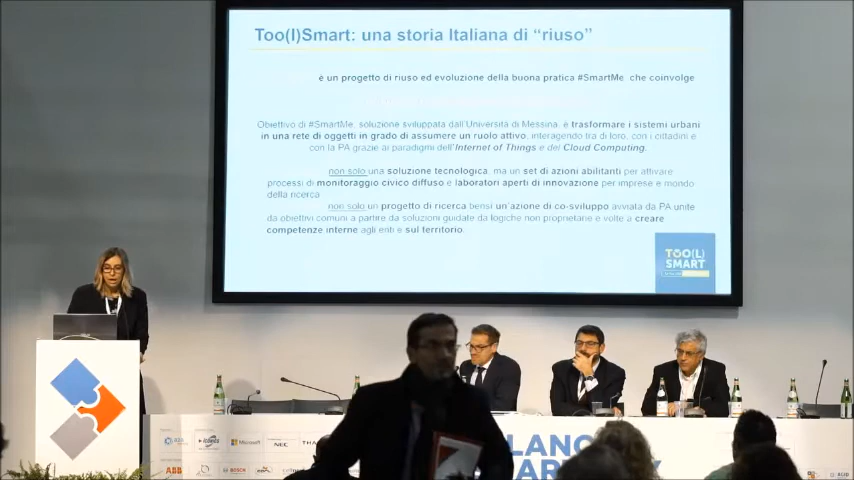 Too(l)Smart: una storia Italiana di “riuso”
è un progetto di riuso ed evoluzione della buona pratica #SmartMe, che coinvolge
Obiettivo di #SmartMe, soluzione sviluppata dall'Università di Messina, è trasformare i sistemi urbani
in una rete di oggetti in grado di assumere un ruolo attivo, interagendo tra di loro, con i cittadini e
con la PA grazie ai paradigmi dell'Internet of Things e del Cloud Computing.
non solo una soluzione tecnologica, ma un set di azioni abilitanti per attivare
processi di monitoraggio civico diffuso e laboratori aperti di innovazione per imprese e mondo
della ricerca
non solo un progetto di ricerca bensì un'azione di co-sviluppo avviata da PA unite
da obiettivi comuni a partire da soluzioni guidate da logiche non proprietarie e volte a creare
competenze interne agli enti e sul territorio.
TOO(L)
SMART
a2a
Microsoft
NEC
ABB
BOSCH
LANO